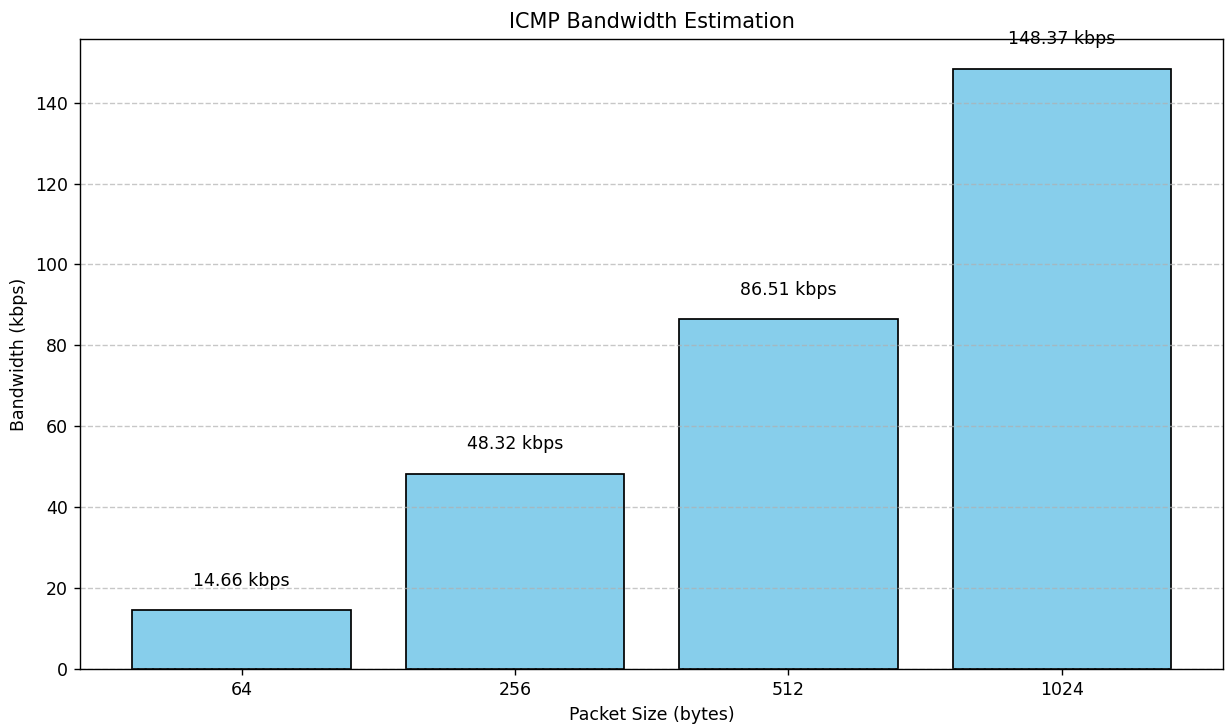 ICMP Bandwidth Estimation
148.37 kbps
140
120
100
86.51 kbps
80
60
48.32 kbps
40
20
14.66 kbps
0
Bandwidth (kbps)
64
256
512
1024
Packet Size (bytes)